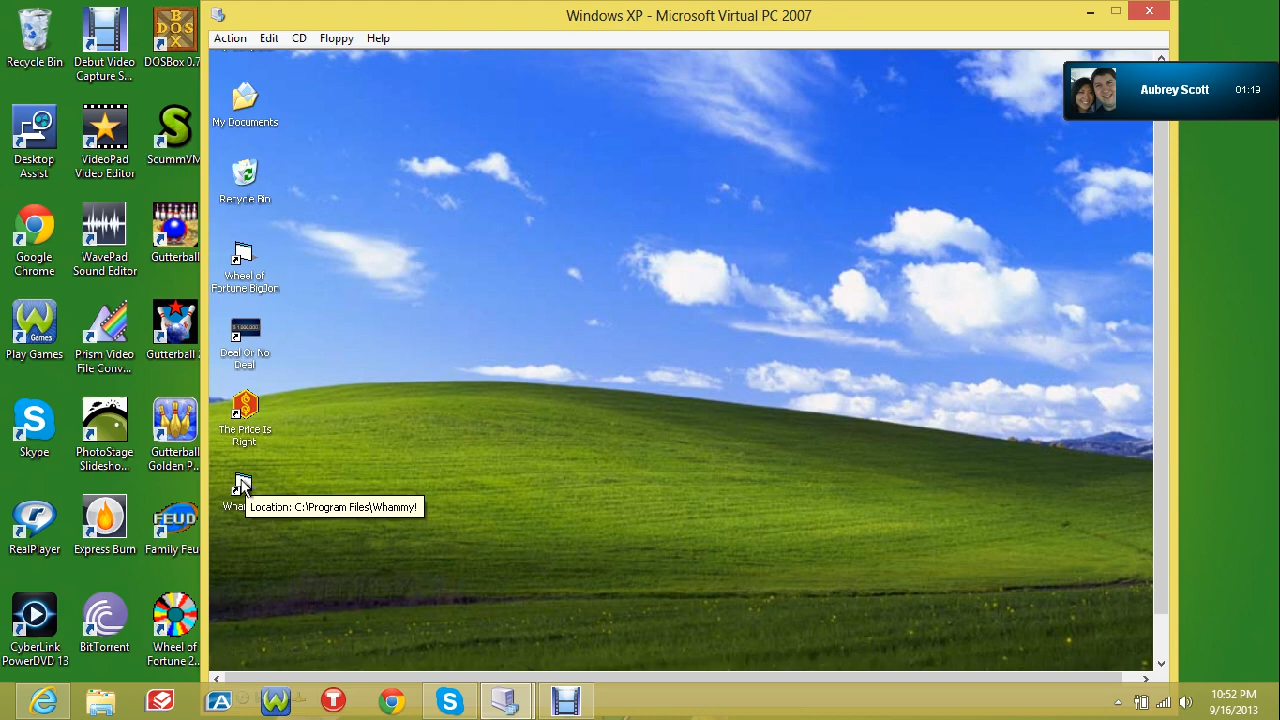 Windows XP - Microsoft Virtual PC 2007
Action Edit CD Floppy Help
Aubrey Scott 01:19
Recycle Bin
Debut Video
Capture S...
DOSBox 0.7
Desktop
Assist
VideoPad
Video Editor
ScummVM
Google
Chrome
WavePad
Sound Editor
Gutterball
Play Games
Prism Video
File Conv...
Gutterball
Skype
PhotoStage
Slidesho...
Gutterball
Golden P...
RealPlayer
Express Burn
Family Feu
CyberLink
PowerDVD 13
BitTorrent
Wheel of
Fortune 2...
My Documents
Recycle Bin
Wheel of
Fortune BigJon
Deal Or No
Deal
The Price Is
Right
Wha
Location: C:\Program Files\Whammy!
10:52 PM
9/16/2013